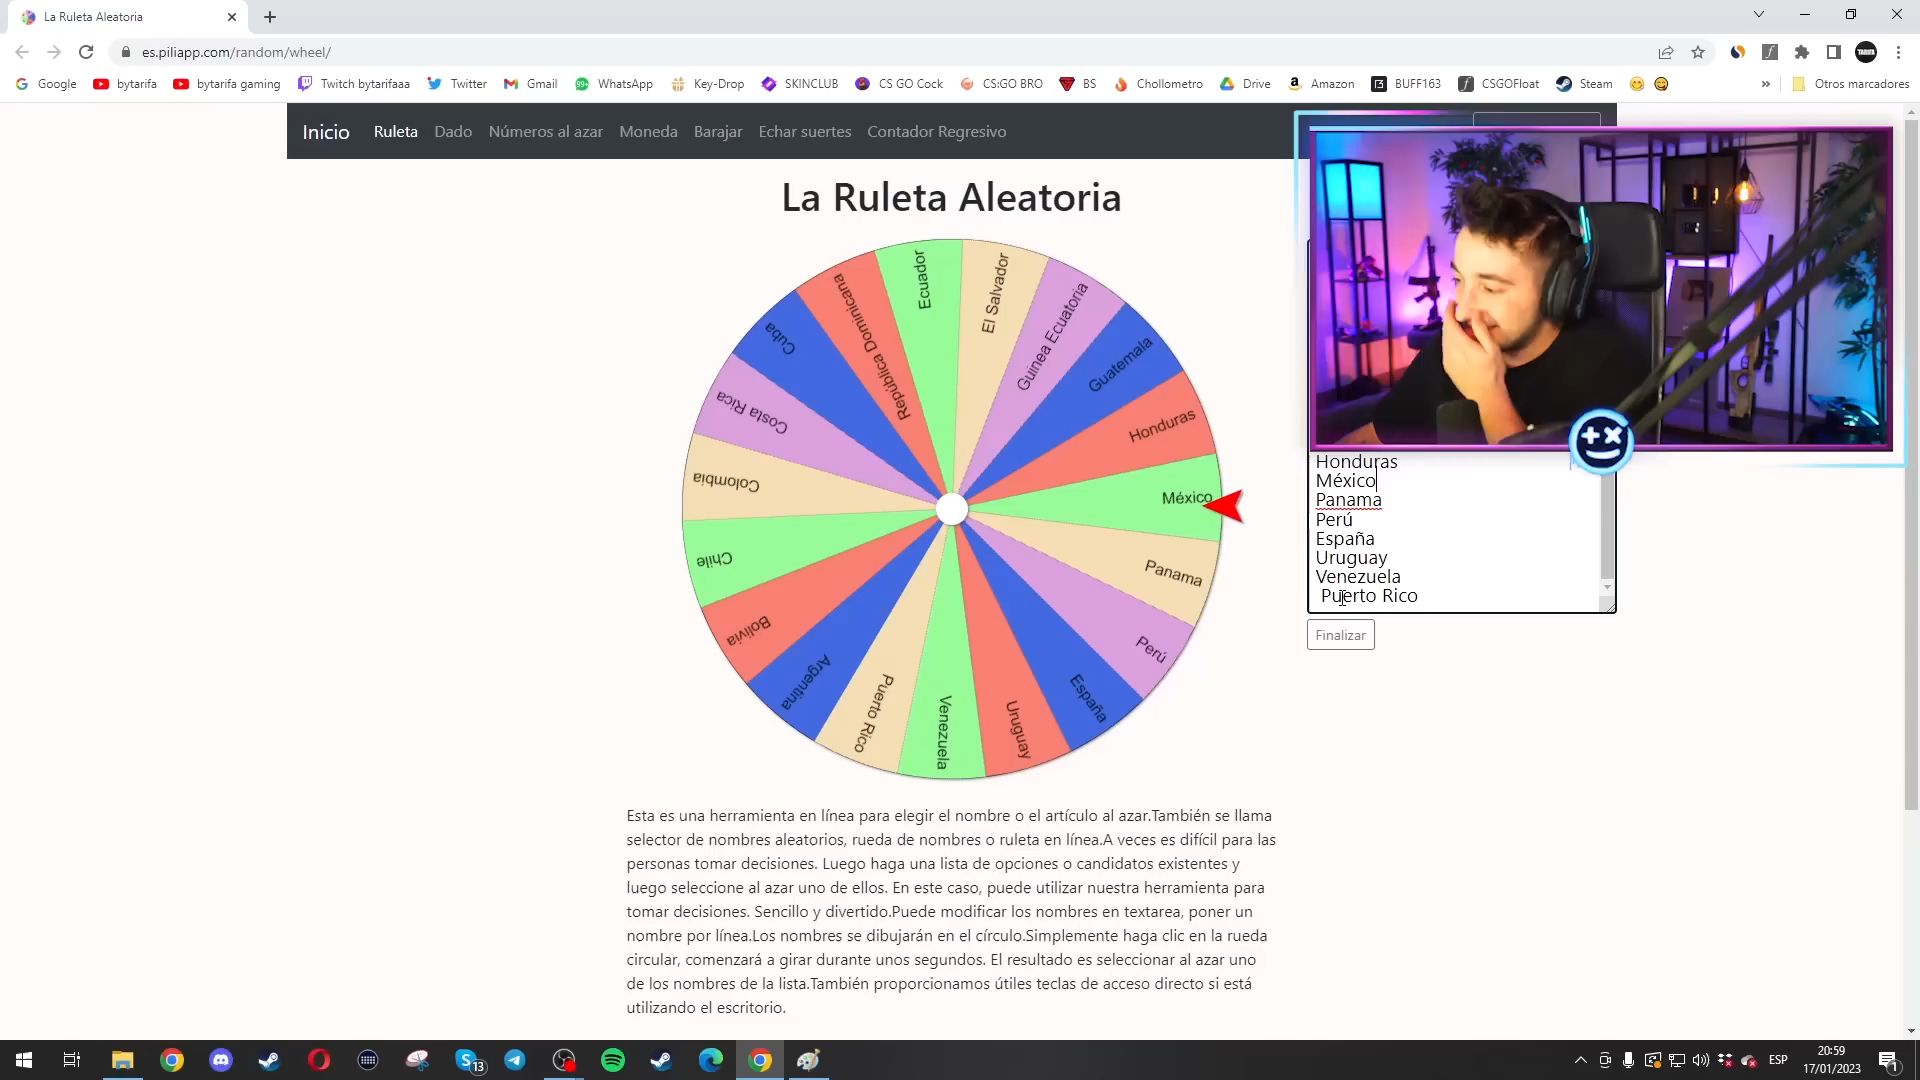 La Ruleta Aleatoria
es.piliapp.com/random/wheel/
Google
bytarifa
bytarifa gaming
Twitch bytarifaaa
Twitter
Gmail
WhatsApp
Key-Drop
SKINCLUB
CS GO Cock
CS:GO BRO
BS
Chollometro
Drive
Amazon
BUFF163
CSGOFloat
Steam
Otros marcadores
Inicio
Ruleta
Dado
Números al azar
Moneda
Barajar
Echar suertes
Contador Regresivo
La Ruleta Aleatoria
Ecuador
El Salvador
Guinea Ecuatoria
Guatemala
Honduras
México
Panama
Perú
España
Uruguay
Venezuela
Puerto Rico
Argentina
Bolivia
Chile
Colombia
Costa Rica
Cuba
República Dominicana
Honduras
México
Panama
Perú
España
Uruguay
Venezuela
Puerto Rico
Finalizar
Esta es una herramienta en línea para elegir el nombre o el artículo al azar.También se llama
selector de nombres aleatorios, rueda de nombres o ruleta en línea.A veces es difícil para las
personas tomar decisiones. Luego haga una lista de opciones o candidatos existentes y
luego seleccione al azar uno de ellos. En este caso, puede utilizar nuestra herramienta para
tomar decisiones. Sencillo y divertido.Puede modificar los nombres en textarea, poner un
nombre por línea.Los nombres se dibujarán en el círculo.Simplemente haga clic en la rueda
circular, comenzará a girar durante unos segundos. El resultado es seleccionar al azar uno
de los nombres de la lista.También proporcionamos útiles teclas de acceso directo si está
utilizando el escritorio.
13
ESP
20:59
17/01/2023
1